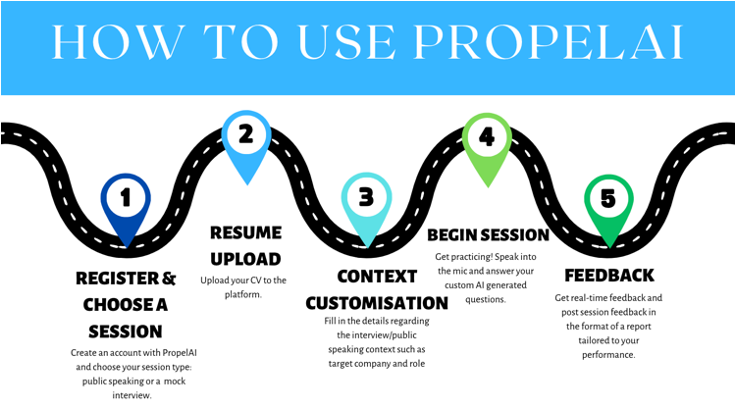 HOW TO USE PROPELAI
1
REGISTER &
CHOOSE A
SESSION
Create an account with PropelAI
and choose your session type:
public speaking or a mock
interview.
2
RESUME
UPLOAD
Upload your CV to the
platform.
3
CONTEXT
CUSTOMISATION
Fill in the details regarding
the interview/public
speaking context such as
target company and role
4
BEGIN SESSION
Get practicing! Speak into
the mic and answer your
custom AI generated
questions.
5
FEEDBACK
Get real-time feedback and
post session feedback in
the format of a report
tailored to your
performance.